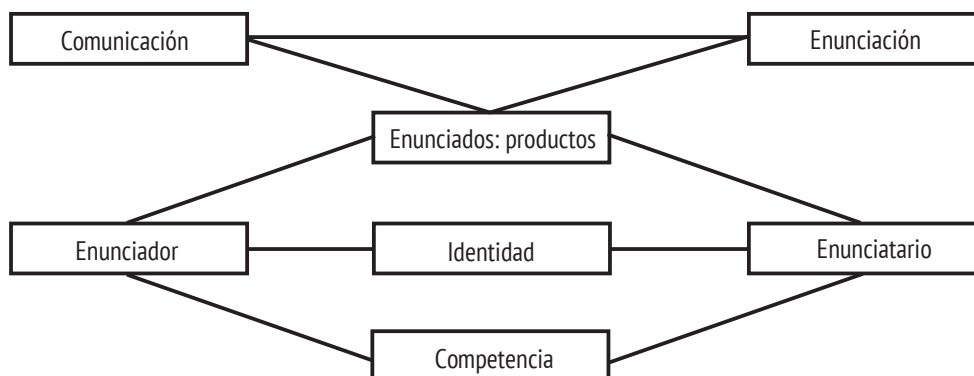 Comunicación
Enunciación
Enunciados: productos
Enunciador
Identidad
Enunciatario
Competencia